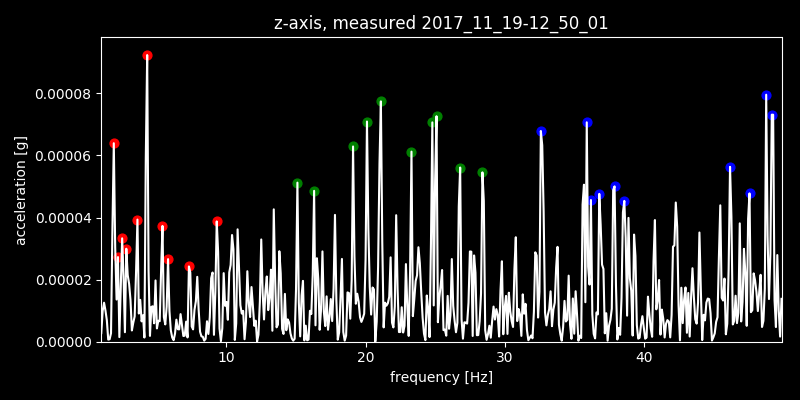 z-axis, measured 2017_11_19-12_50_01
0.00008
0.00006
0.00004
0.00002
0.00000
acceleration [g]
10 20 30 40
frequency [Hz]